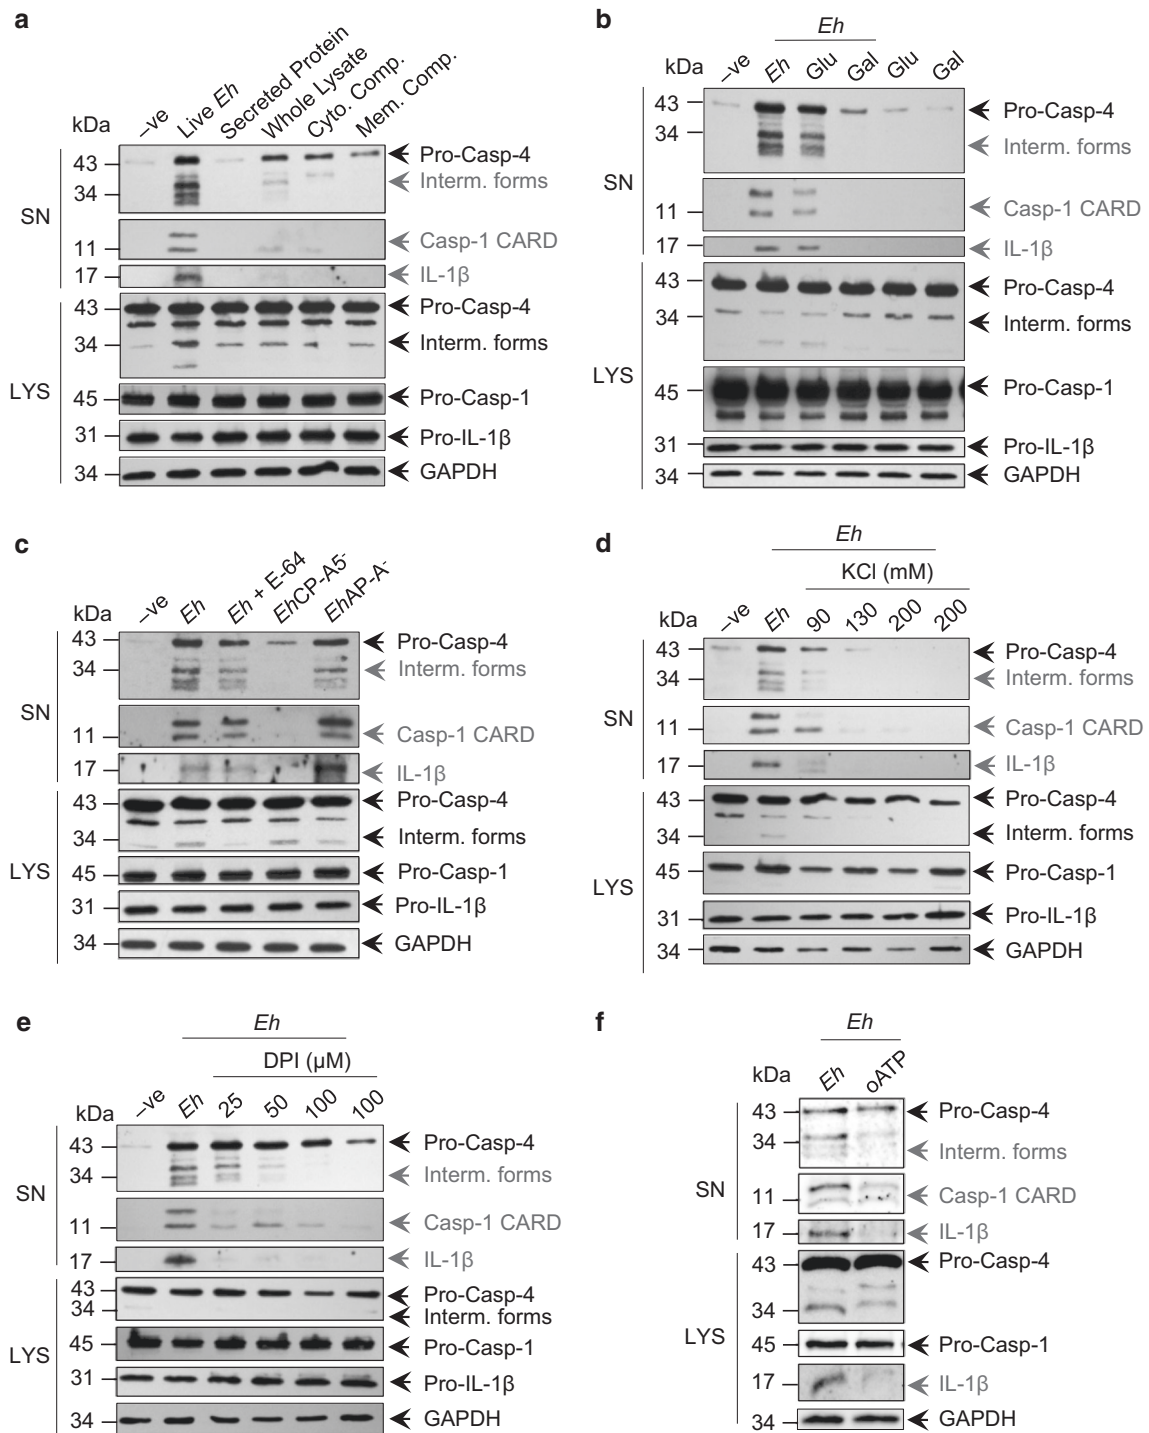 a
kDa
–ve
Live Eh
Secreted Protein
Whole Lysate
Cyto. Comp.
Mem. Comp.
SN
43
34
Pro-Casp-4
Interm. forms
11
Casp-1 CARD
17
IL-1β
LYS
43
Pro-Casp-4
34
Interm. forms
45
Pro-Casp-1
31
Pro-IL-1β
34
GAPDH
b
Eh
kDa
–ve
Eh
Glu
Gal
Glu
Gal
SN
43
Pro-Casp-4
34
Interm. forms
11
Casp-1 CARD
17
IL-1β
LYS
43
Pro-Casp-4
34
Interm. forms
45
Pro-Casp-1
31
Pro-IL-1β
34
GAPDH
c
kDa
–ve
Eh
Eh + E-64
EhCP-A5-
EhAP-A-
SN
43
Pro-Casp-4
34
Interm. forms
11
Casp-1 CARD
17
IL-1β
LYS
43
Pro-Casp-4
34
Interm. forms
45
Pro-Casp-1
31
Pro-IL-1β
34
GAPDH
d
Eh
KCl (mM)
kDa
–ve
Eh
90
130
200
200
SN
43
Pro-Casp-4
34
Interm. forms
11
Casp-1 CARD
17
IL-1β
LYS
43
Pro-Casp-4
34
Interm. forms
45
Pro-Casp-1
31
Pro-IL-1β
34
GAPDH
e
Eh
DPI (µM)
kDa
–ve
Eh
25
50
100
100
SN
43
Pro-Casp-4
34
Interm. forms
11
Casp-1 CARD
17
IL-1β
LYS
43
Pro-Casp-4
34
Interm. forms
45
Pro-Casp-1
31
Pro-IL-1β
34
GAPDH
f
Eh
kDa
Eh
oATP
SN
43
Pro-Casp-4
34
Interm. forms
11
Casp-1 CARD
17
IL-1β
LYS
43
Pro-Casp-4
34
45
Pro-Casp-1
17
IL-1β
34
GAPDH